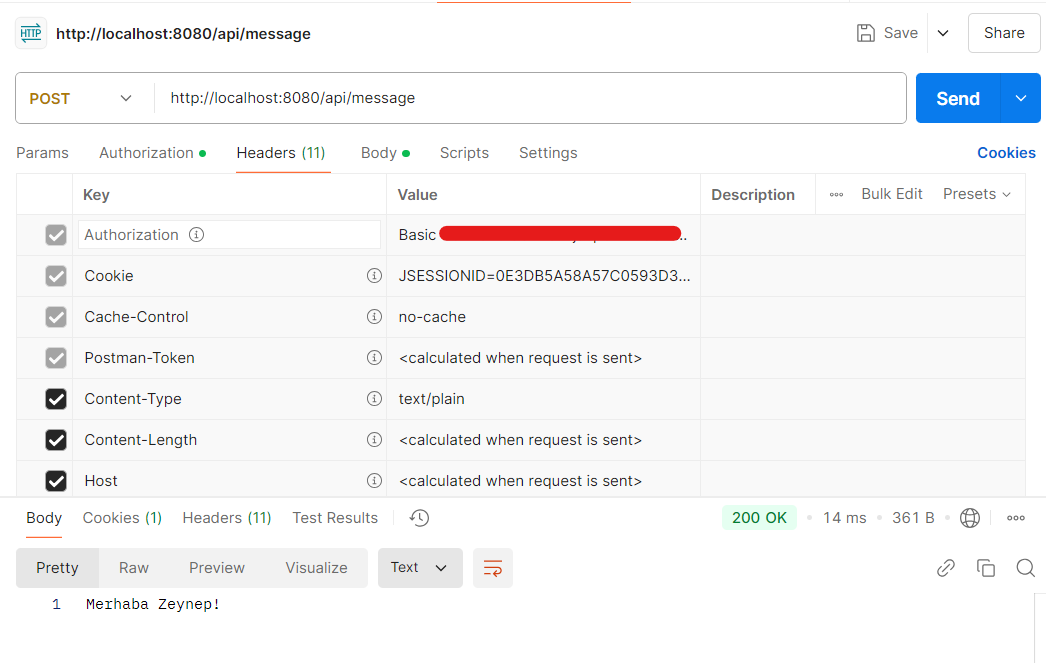 HTTP http://localhost:8080/api/message Save Share
POST http://localhost:8080/api/message Send
Params Authorization Headers (11) Body Scripts Settings Cookies
Key Value Description Bulk Edit Presets
Authorization Basic ..
Cookie JSESSIONID=0E3DB5A58A57C0593D3...
Cache-Control no-cache
Postman-Token <calculated when request is sent>
Content-Type text/plain
Content-Length <calculated when request is sent>
Host <calculated when request is sent>
Body Cookies (1) Headers (11) Test Results 200 OK 14 ms 361 B
Pretty Raw Preview Visualize Text
1 Merhaba Zeynep!